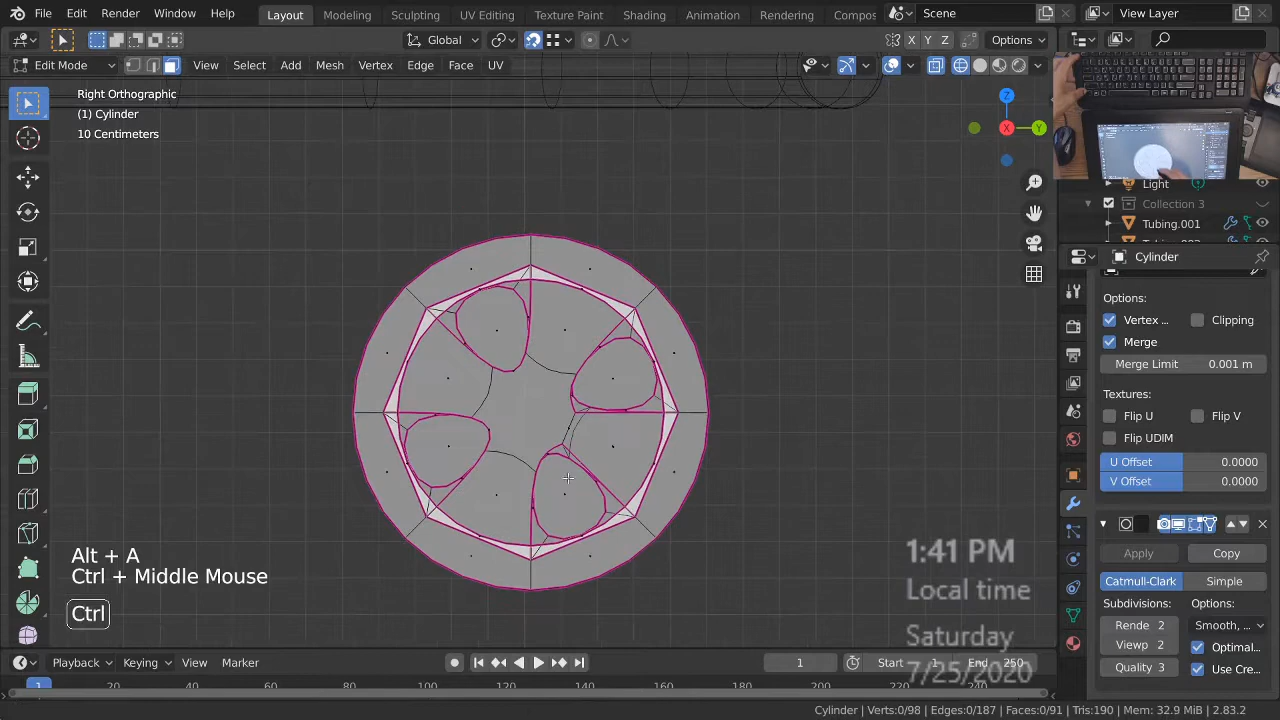 File Edit Render Window Help Layout Modeling Sculpting UV Editing Texture Paint Shading Animation Rendering Compos Scene View Layer
Global X Y Z Options
Edit Mode View Select Add Mesh Vertex Edge Face UV
Right Orthographic
(1) Cylinder
10 Centimeters
Z
X
Y
Light
Collection 3
Tubing.001
Cylinder
Options:
Vertex ... Clipping
Merge
Merge Limit 0.001 m
Textures:
Flip U Flip V
Flip UDIM
U Offset 0.0000
V Offset 0.0000
Apply Copy
Catmull-Clark Simple
Subdivisions: Options:
Rende 2 Smooth, ...
Viewp 2 Optimal...
Quality 3 Use Cre...
Alt + A
Ctrl + Middle Mouse
Ctrl
1:41 PM
Local time
Saturday
7/25/2020
Playback Keying View Marker 1 Start 1 End 250
1 20 60 80 100 120 140 160 180 200 220 240
Cylinder | Verts:0/98 | Edges:0/187 | Faces:0/91 | Tris:190 | Mem: 32.9 MiB | 2.83.2